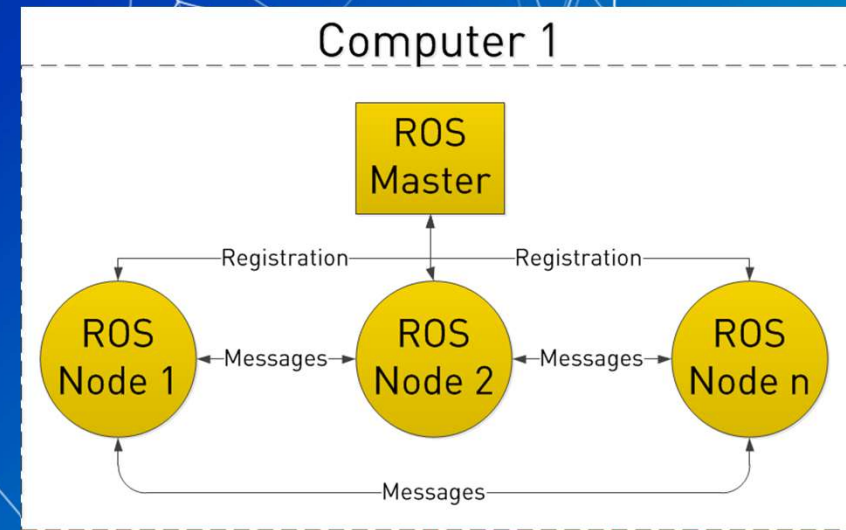 Computer 1
ROS
Master
Registration
Registration
ROS
Node 1
Messages
ROS
Node 2
Messages
ROS
Node n
Messages